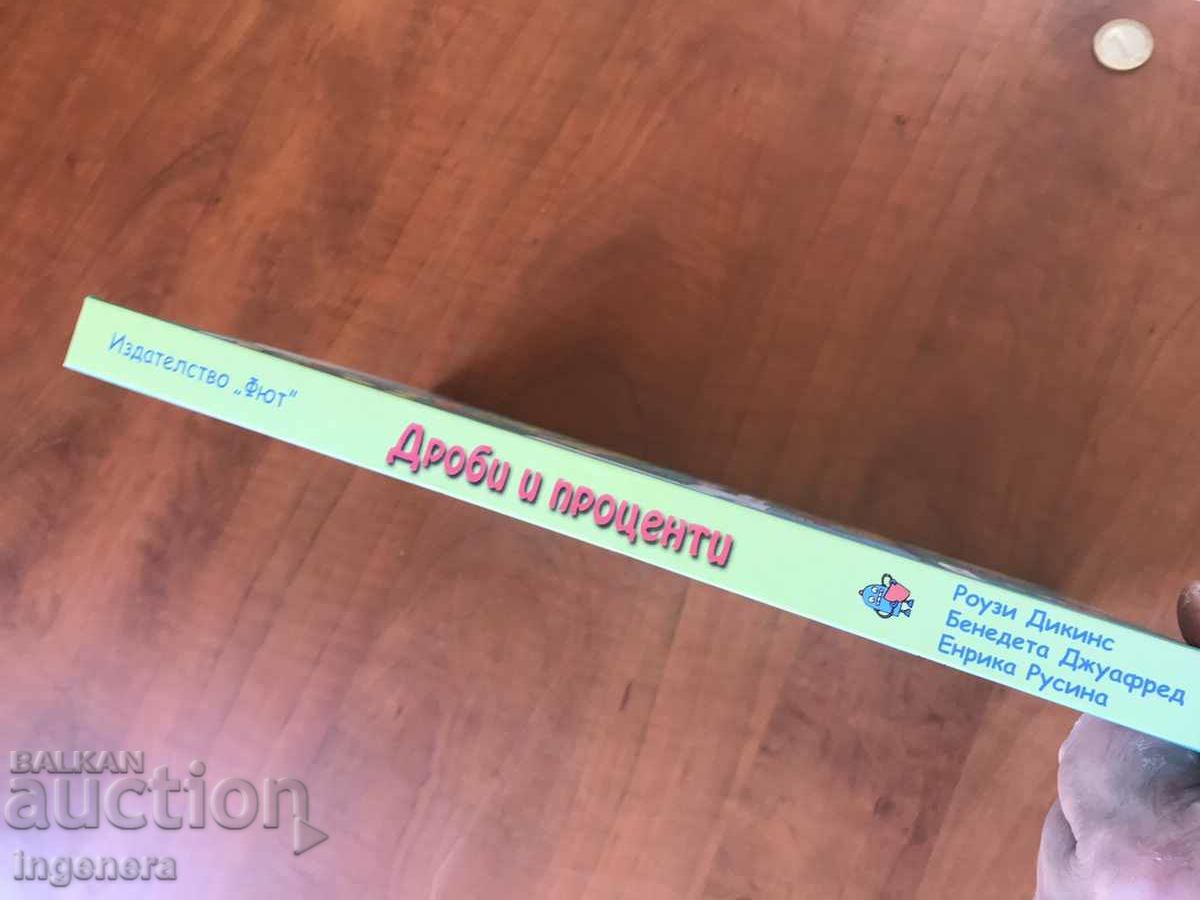 Издателство „Фют“
Дроби и проценти
Роузи Дикинс
Бенедета Джуафред
Енрика Русина
BALKAN
auction
ingenera